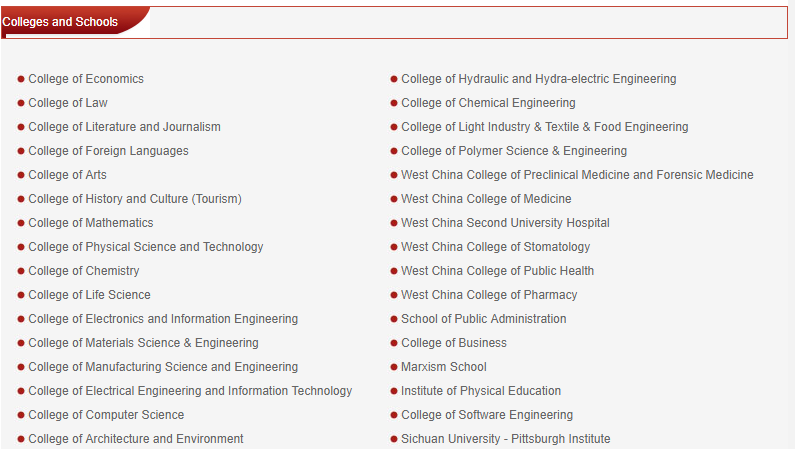 Colleges and Schools
College of Economics
College of Law
College of Literature and Journalism
College of Foreign Languages
College of Arts
College of History and Culture (Tourism)
College of Mathematics
College of Physical Science and Technology
College of Chemistry
College of Life Science
College of Electronics and Information Engineering
College of Materials Science & Engineering
College of Manufacturing Science and Engineering
College of Electrical Engineering and Information Technology
College of Computer Science
College of Architecture and Environment
College of Hydraulic and Hydra-electric Engineering
College of Chemical Engineering
College of Light Industry & Textile & Food Engineering
College of Polymer Science & Engineering
West China College of Preclinical Medicine and Forensic Medicine
West China College of Medicine
West China Second University Hospital
West China College of Stomatology
West China College of Public Health
West China College of Pharmacy
School of Public Administration
College of Business
Marxism School
Institute of Physical Education
College of Software Engineering
Sichuan University - Pittsburgh Institute